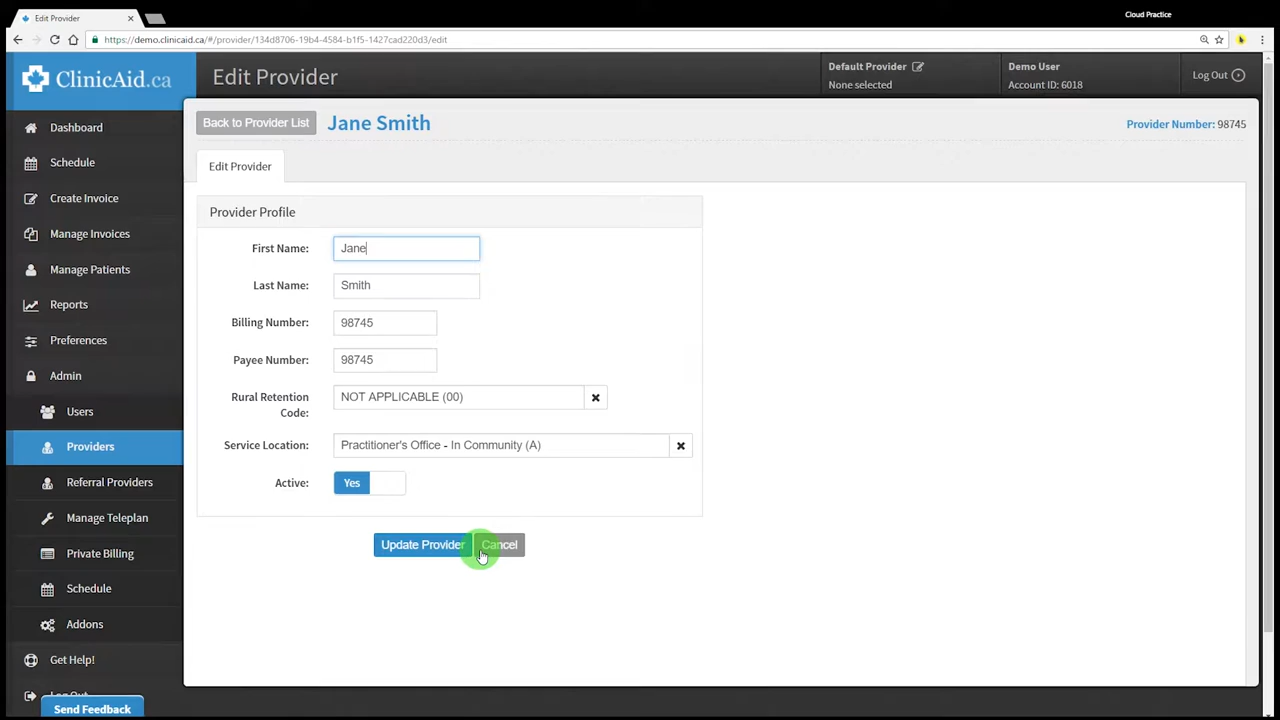 Edit Provider
Cloud Practice
https://demo.clinicaid.ca/#/provider/134d8706-19b4-4584-b1f5-1427cad220d3/edit
ClinicAid.ca
Edit Provider
Default Provider
None selected
Demo User
Account ID: 6018
Log Out
Dashboard
Schedule
Create Invoice
Manage Invoices
Manage Patients
Reports
Preferences
Admin
Users
Providers
Referral Providers
Manage Teleplan
Private Billing
Schedule
Addons
Get Help!
Log Out
Send Feedback
Back to Provider List
Jane Smith
Provider Number: 98745
Edit Provider
Provider Profile
First Name: Jane
Last Name: Smith
Billing Number: 98745
Payee Number: 98745
Rural Retention
Code: NOT APPLICABLE (00)
Service Location: Practitioner's Office - In Community (A)
Active: Yes
Update Provider Cancel